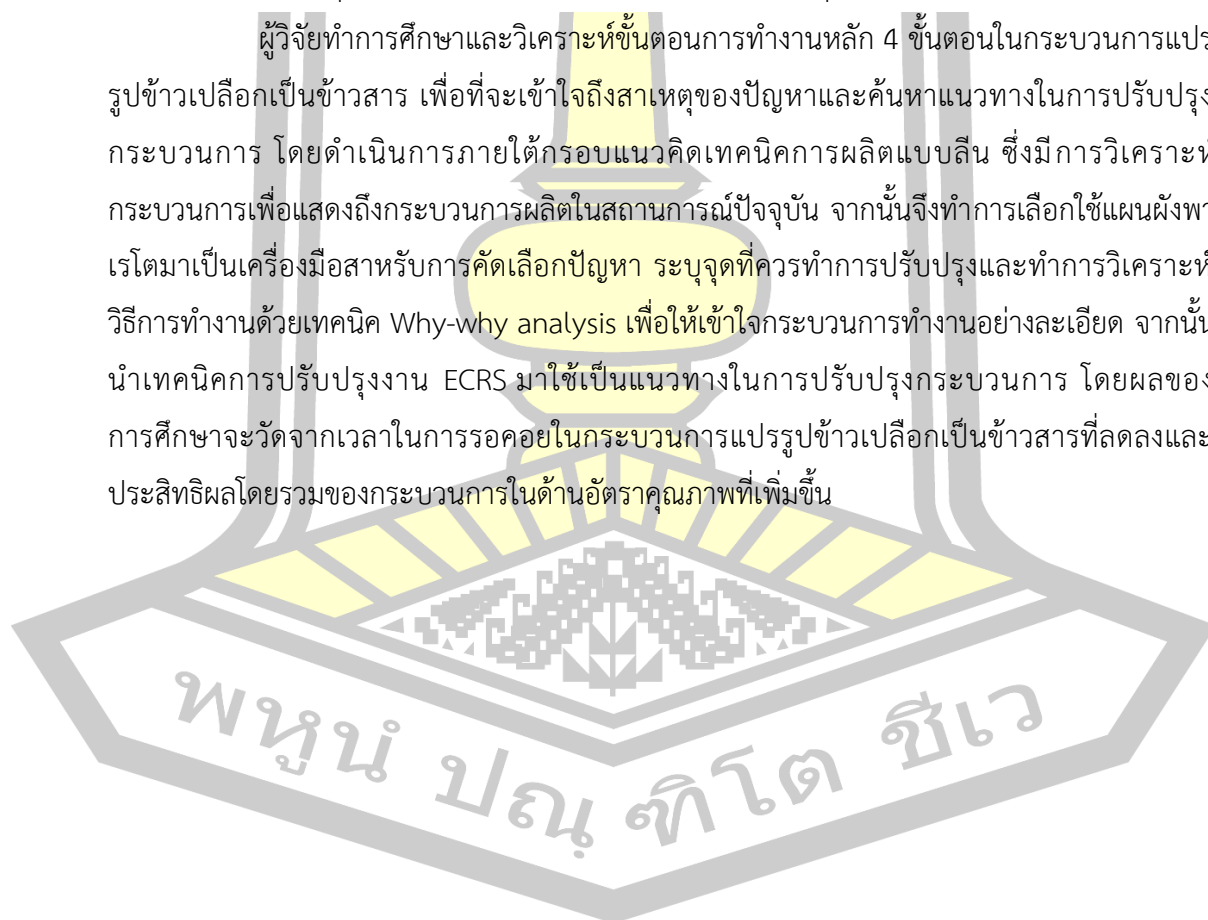 ผู้วิจัยทำการศึกษาและวิเคราะห์ขั้นตอนการทำงานหลัก 4 ขั้นตอนในกระบวนการแปร
รูปข้าวเปลือกเป็นข้าวสาร เพื่อที่จะเข้าใจถึงสาเหตุของปัญหาและค้นหาแนวทางในการปรับปรุง
กระบวนการ โดยดำเนินการภายใต้กรอบแนวคิดเทคนิคการผลิตแบบลีน ซึ่งมีการวิเคราะห์
กระบวนการเพื่อแสดงถึงกระบวนการผลิตในสถานการณ์ปัจจุบัน จากนั้นจึงทำการเลือกใช้แผนผังพา
เรโตมาเป็นเครื่องมือสาหรับการคัดเลือกปัญหา ระบุจุดที่ควรทำการปรับปรุงและทำการวิเคราะห์
วิธีการทำงานด้วยเทคนิค Why-why analysis เพื่อให้เข้าใจกระบวนการทำงานอย่างละเอียด จากนั้น
นำเทคนิคการปรับปรุงงาน ECRS มาใช้เป็นแนวทางในการปรับปรุงกระบวนการ โดยผลของ
การศึกษาจะวัดจากเวลาในการรอคอยในกระบวนการแปรรูปข้าวเปลือกเป็นข้าวสารที่ลดลงและ
ประสิทธิผลโดยรวมของกระบวนการในด้านอัตราคุณภาพที่เพิ่มขึ้น
พหูนํ ปณฺฑิโต ชีเว